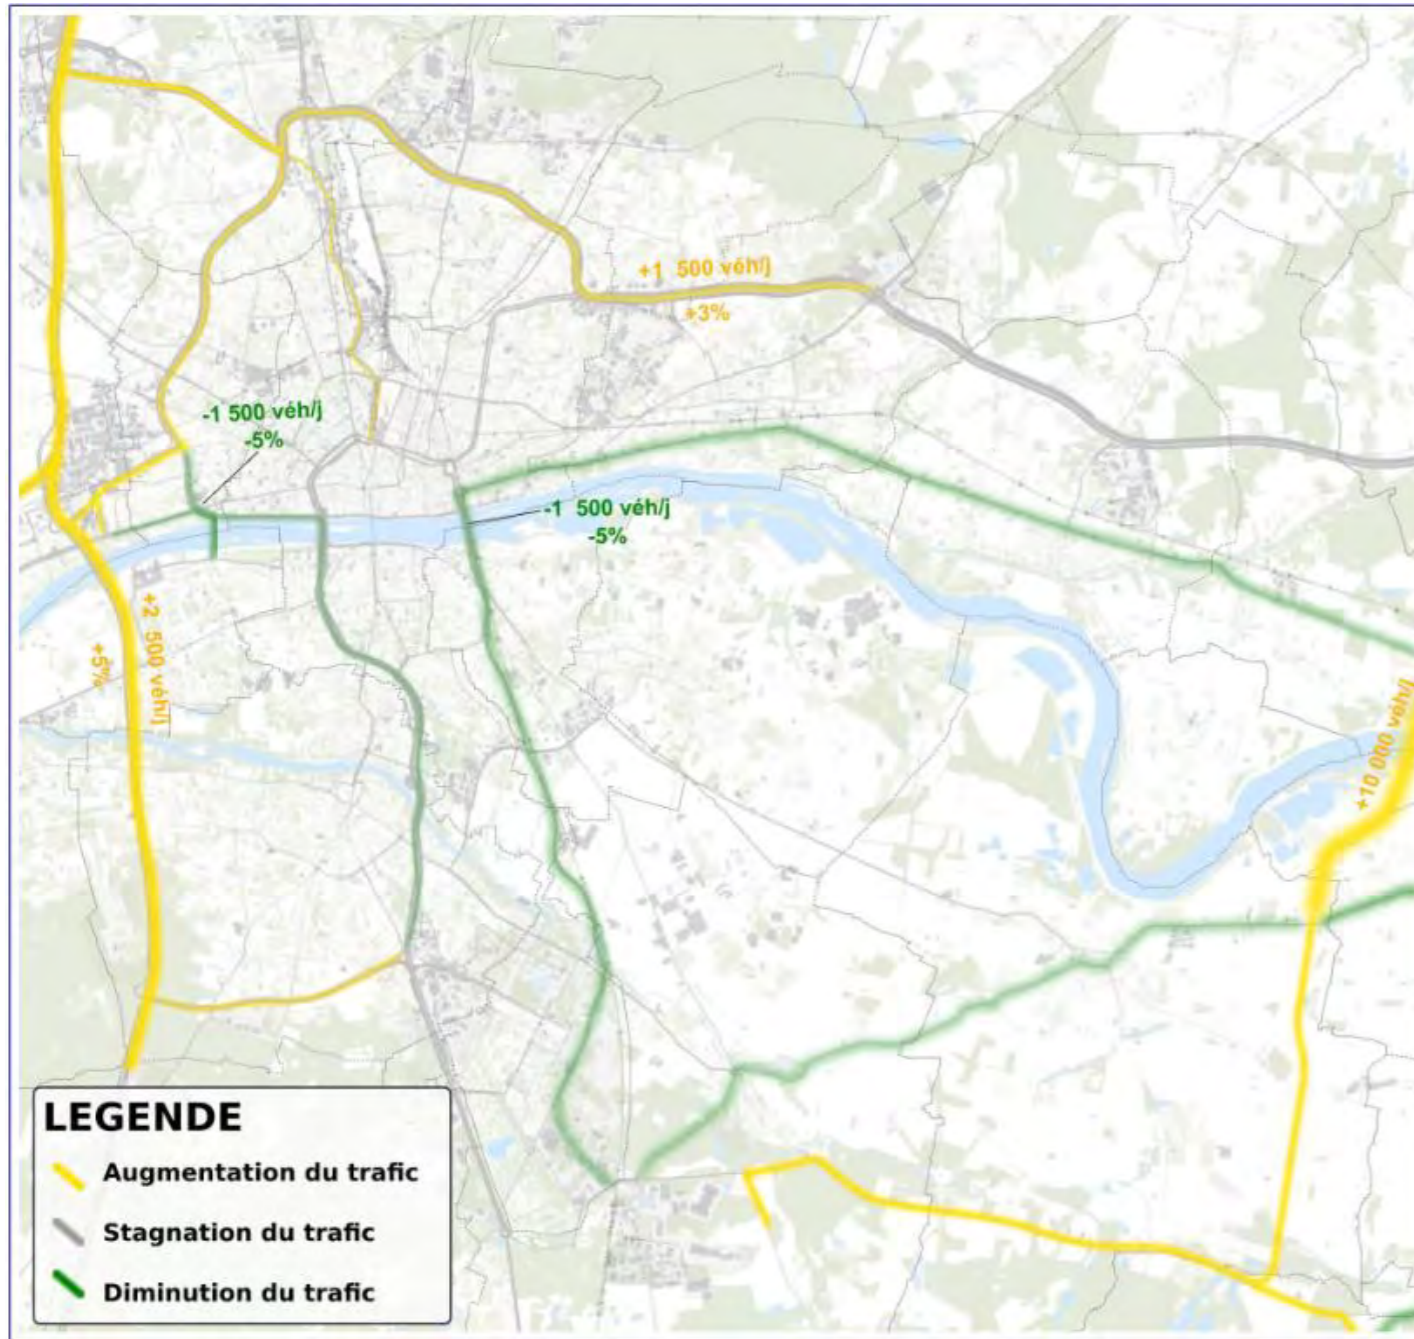 +1 500 véh/j
+3%
-1 500 véh/j
-5%
-1 500 véh/j
-5%
+2 500 véh/j
+5%
+10 000 véh/j
LEGENDE
Augmentation du trafic
Stagnation du trafic
Diminution du trafic